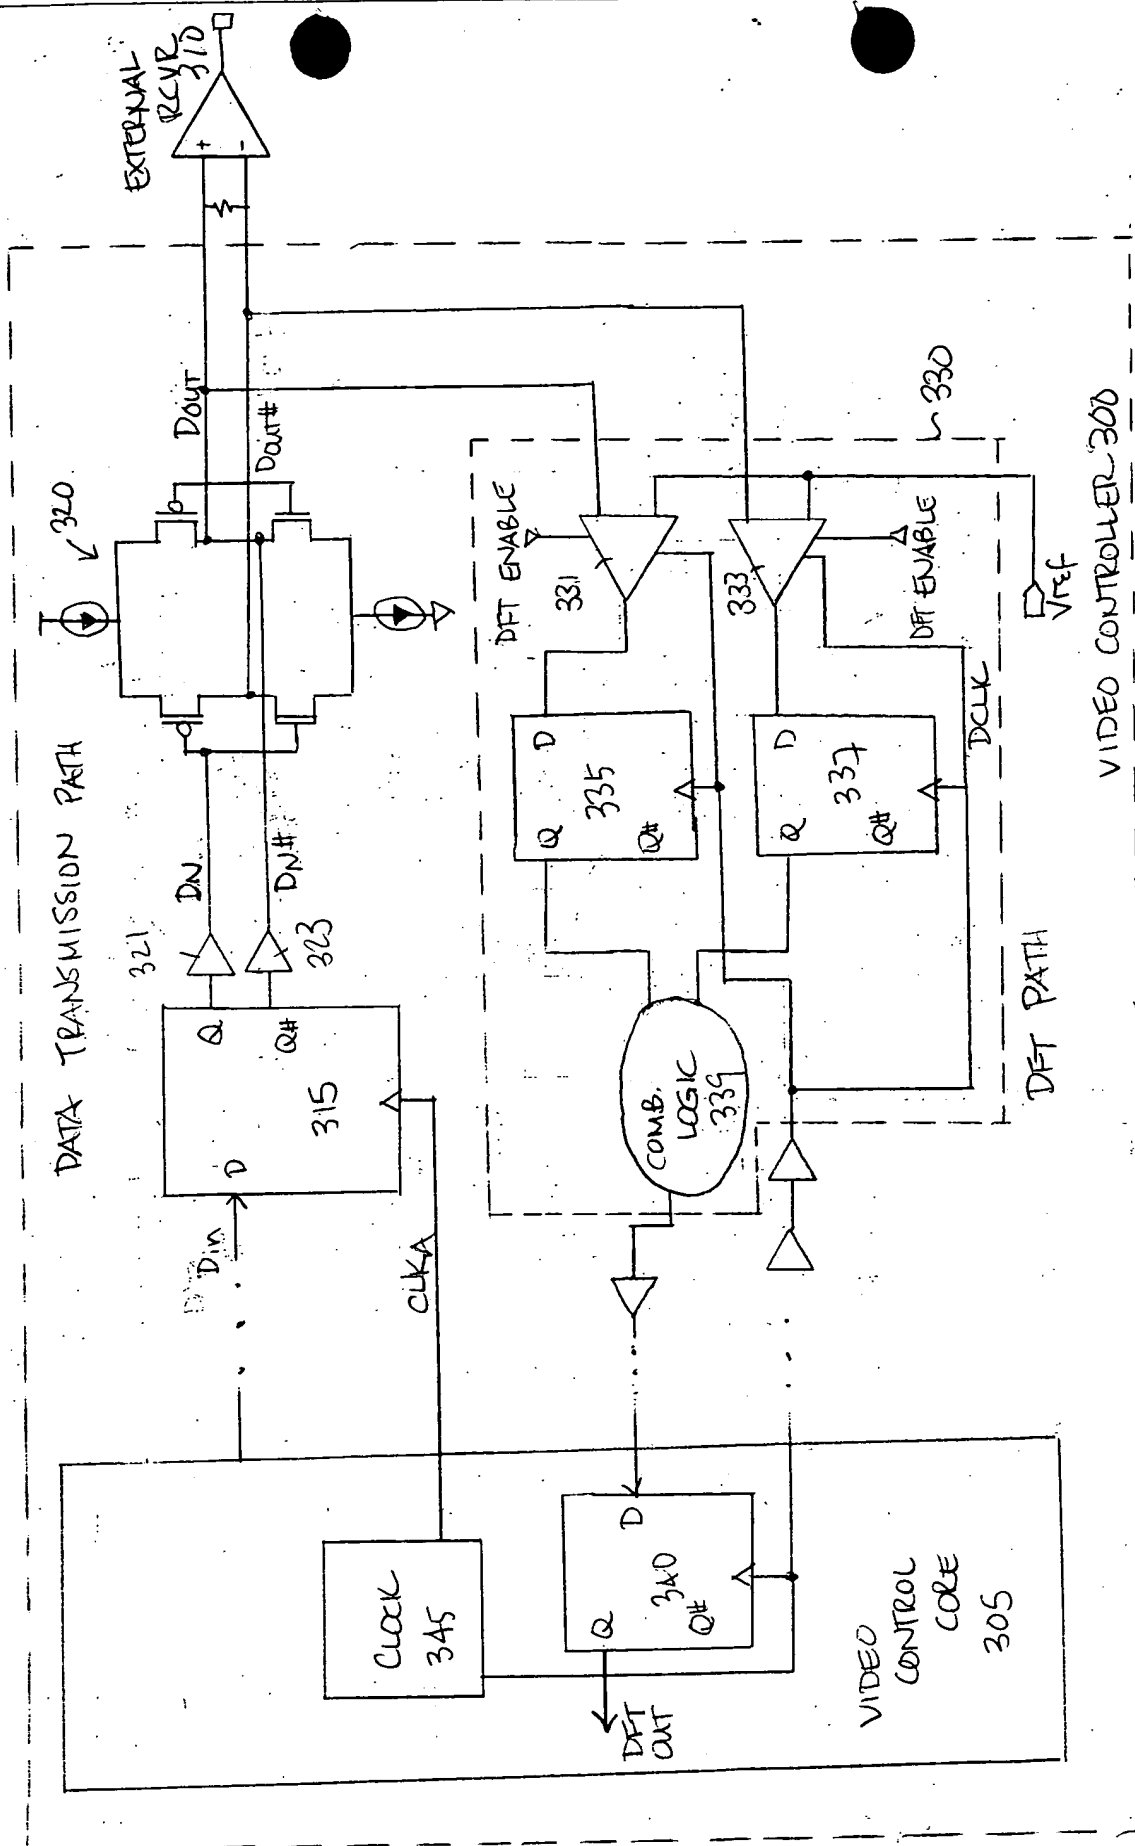 EXTERNAL
RCVR
310
+
-
DATA TRANSMISSION PATH
320
DOUT
Dout#
321
DN
DN#
323
Din
D
315
Q
Q#
CLKA
330
DFT ENABLE
331
333
DFT ENABLE
Vref
D
335
Q
Q#
D
337
Q
Q#
DCLK
COMB.
LOGIC
339
DFT PATH
CLOCK
345
D
340
Q
Q#
DFT
OUT
VIDEO
CONTROL
CORE
305
VIDEO CONTROLLER 300